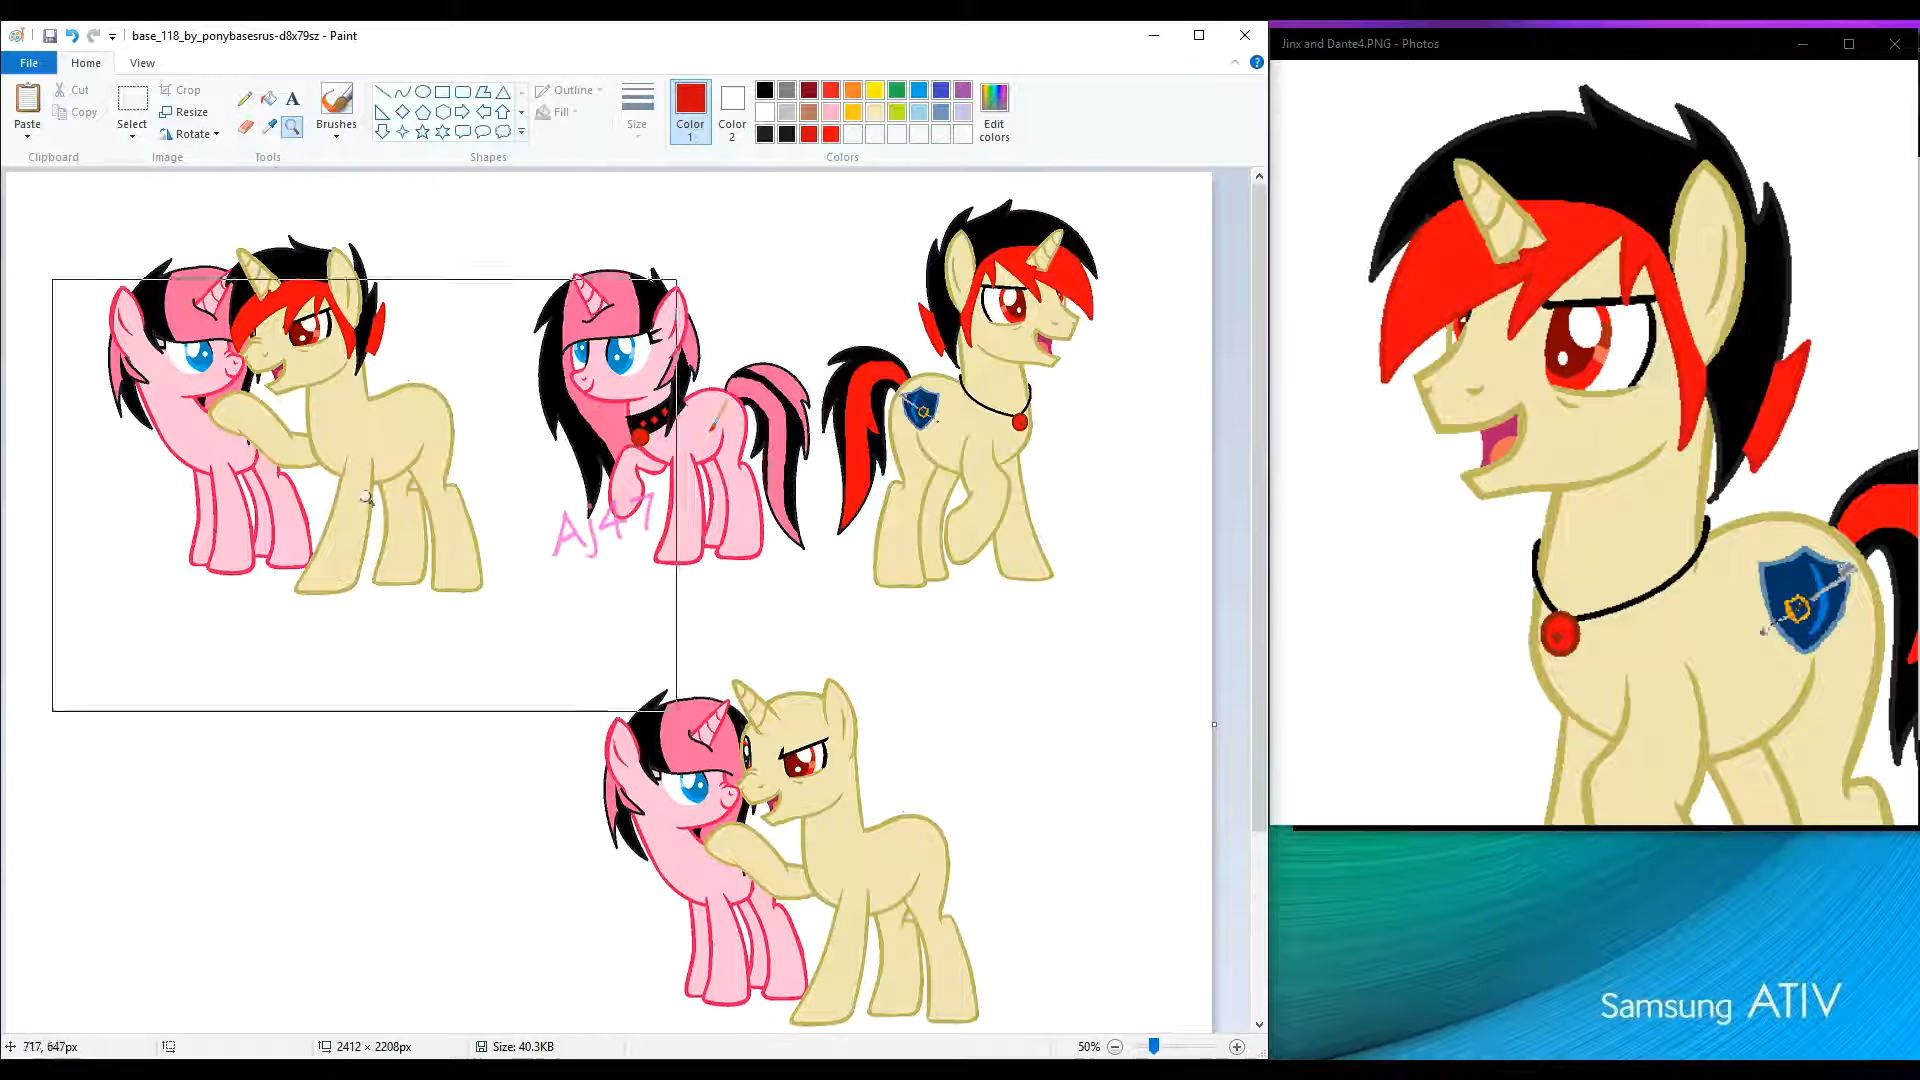 base_118_by_ponybasesrus-d8x79sz - Paint
File Home View
Paste
Cut
Copy
Clipboard
Select
Crop
Resize
Rotate
Image
A
Tools
Brushes
Shapes
Outline
Fill
Size
Color
1
Color
2
Edit
colors
Colors
?
Jinx and Dante4.PNG - Photos
AJ47
717, 647px
2412 × 2208px
Size: 40.3KB
50%
Samsung ATIV